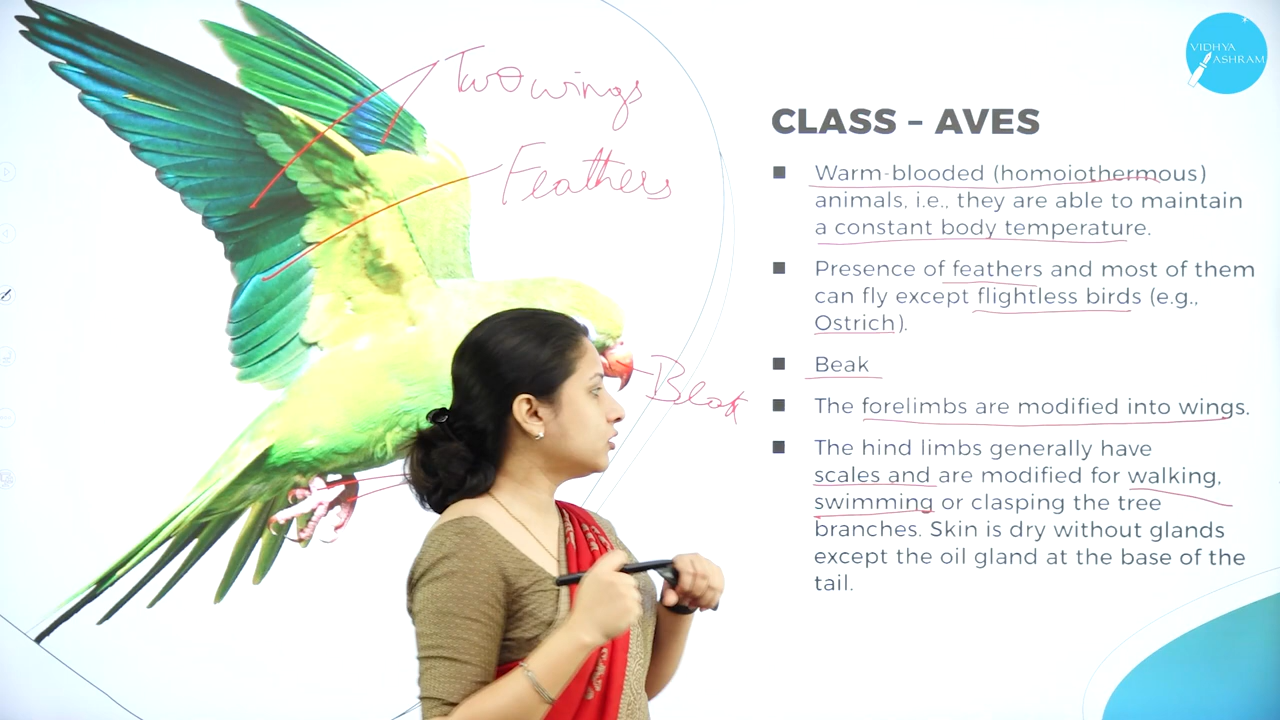 VIDHYA
ASHRAM
Two wings
Feathers
Beak
CLASS – AVES
Warm-blooded (homoiothermous)
animals, i.e., they are able to maintain
a constant body temperature.
Presence of feathers and most of them
can fly except flightless birds (e.g.,
Ostrich).
Beak
The forelimbs are modified into wings.
The hind limbs generally have
scales and are modified for walking,
swimming or clasping the tree
branches. Skin is dry without glands
except the oil gland at the base of the
tail.